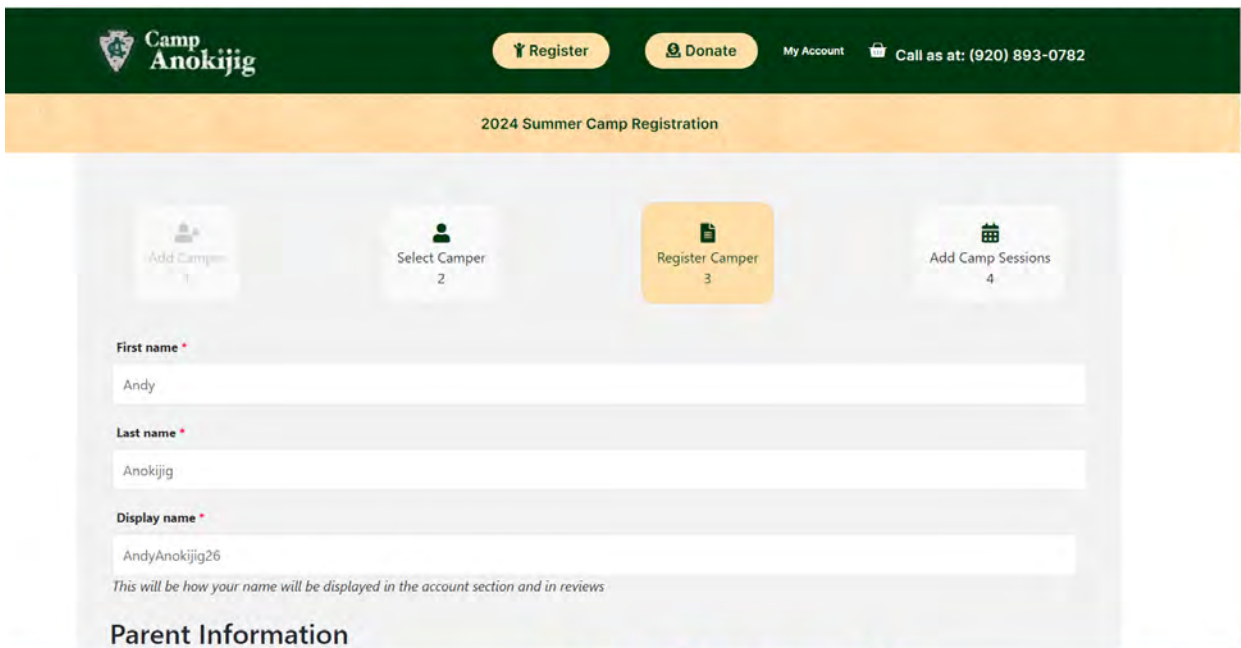 Camp
Anokijig
Register
Donate
My Account
Call as at: (920) 893-0782
2024 Summer Camp Registration
Add Camper
1
Select Camper
2
Register Camper
3
Add Camp Sessions
4
First name *
Andy
Last name *
Anokijig
Display name *
AndyAnokijig26
This will be how your name will be displayed in the account section and in reviews
Parent Information